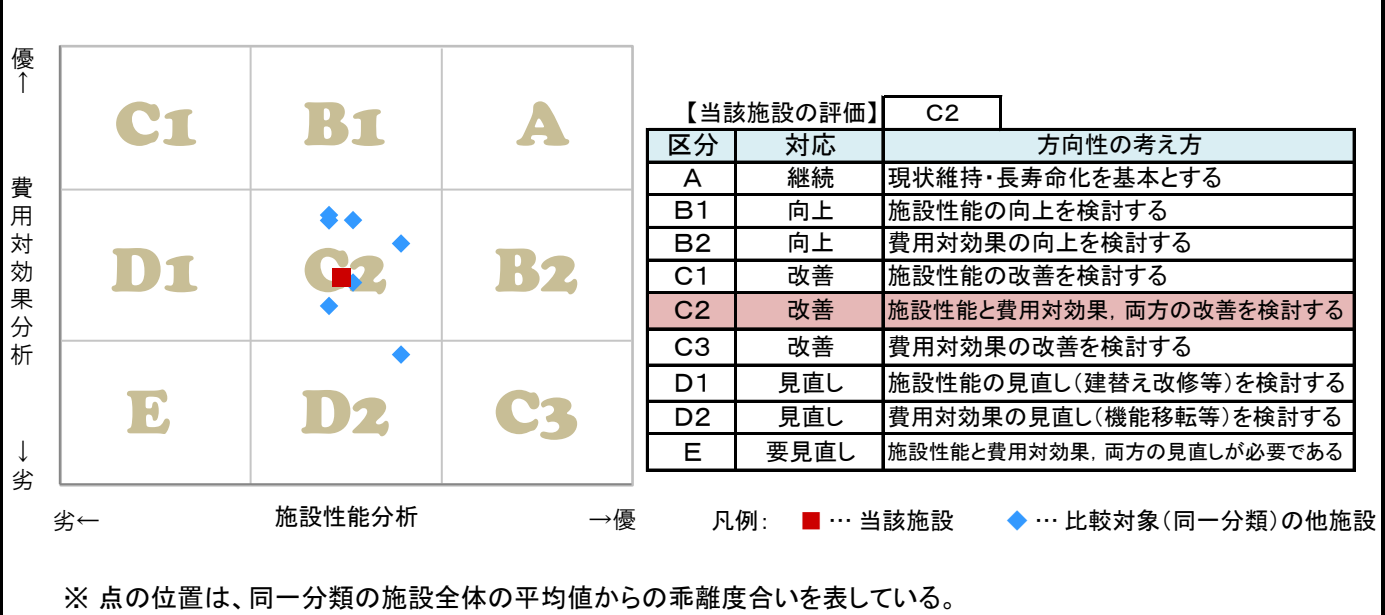 優
↑
費用対効果分析
↓
劣
C1 B1 A
D1 C2 B2
E D2 C3
劣← 施設性能分析 →優
【当該施設の評価】 C2
区分 対応 方向性の考え方
A 継続 現状維持・長寿命化を基本とする
B1 向上 施設性能の向上を検討する
B2 向上 費用対効果の向上を検討する
C1 改善 施設性能の改善を検討する
C2 改善 施設性能と費用対効果，両方の改善を検討する
C3 改善 費用対効果の改善を検討する
D1 見直し 施設性能の見直し（建替え改修等）を検討する
D2 見直し 費用対効果の見直し（機能移転等）を検討する
E 要見直し 施設性能と費用対効果，両方の見直しが必要である
凡例： ■ … 当該施設 ◆ … 比較対象（同一分類）の他施設
※ 点の位置は、同一分類の施設全体の平均値からの乖離度合いを表している。